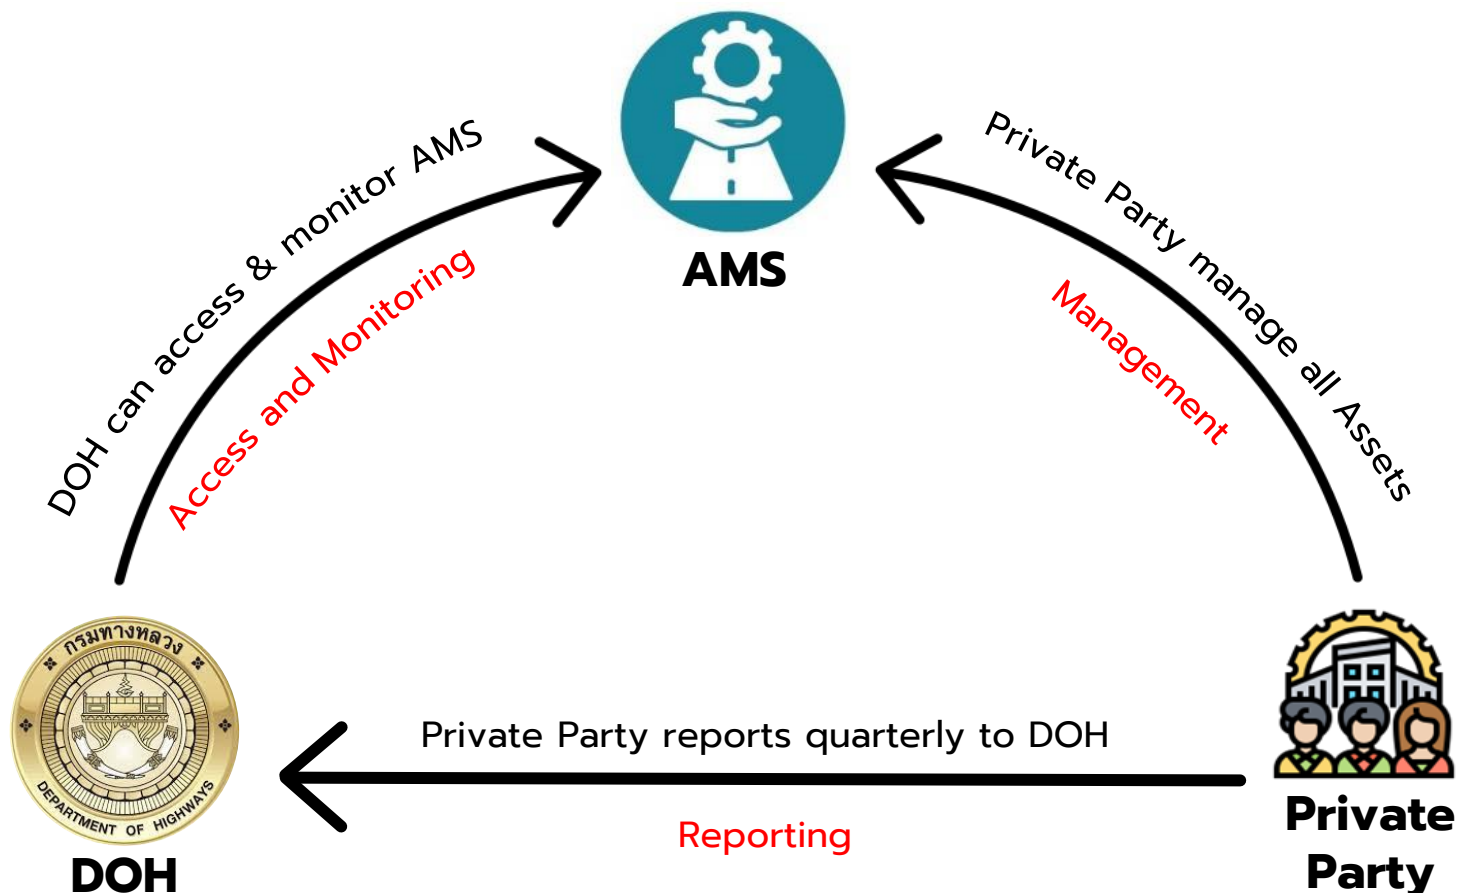 AMS
DOH can access & monitor AMS
Access and Monitoring
Private Party manage all Assets
Management
กรมทางหลวง
DEPARTMENT OF HIGHWAYS
DOH
Private Party reports quarterly to DOH
Reporting
Private
Party